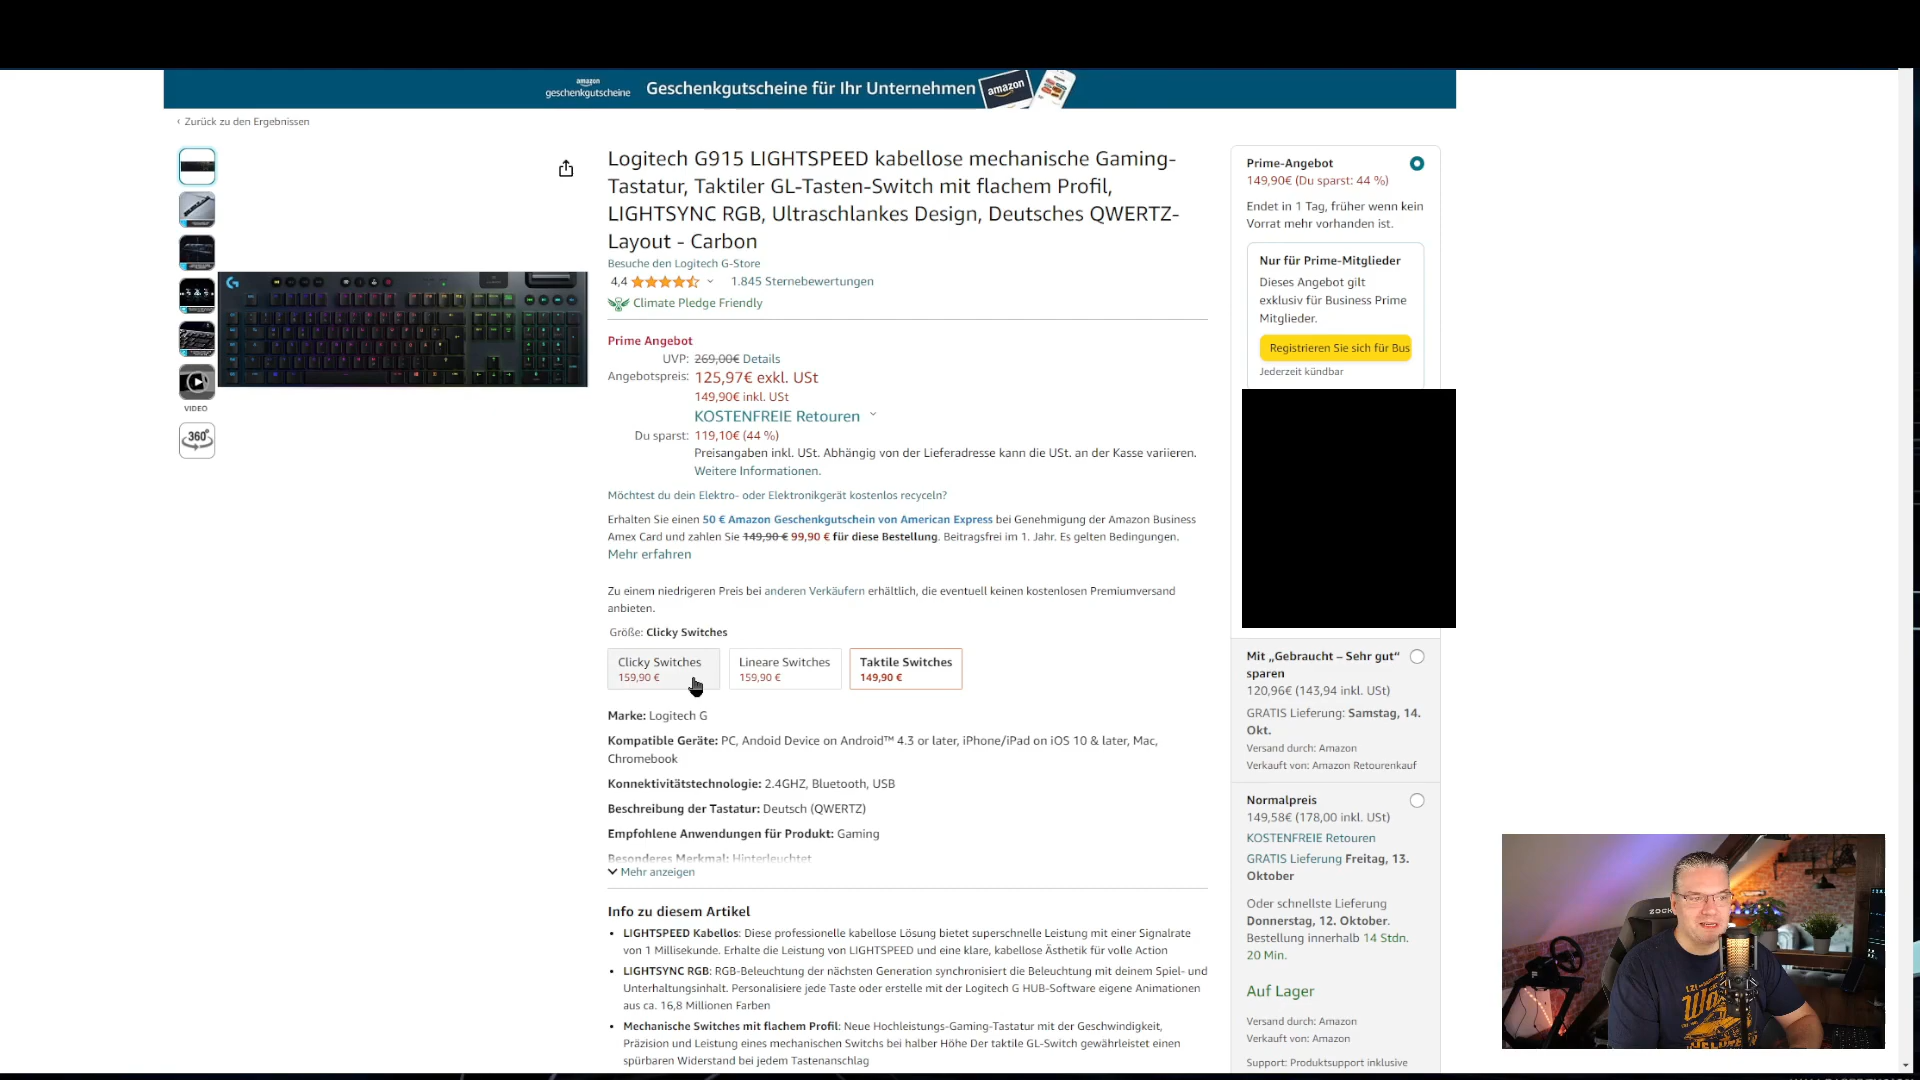 amazon
geschenkgutscheine
Geschenkgutscheine für Ihr Unternehmen
amazon
‹ Zurück zu den Ergebnissen
VIDEO
360°
Logitech G915 LIGHTSPEED kabellose mechanische Gaming-
Tastatur, Taktiler GL-Tasten-Switch mit flachem Profil,
LIGHTSYNC RGB, Ultraschlankes Design, Deutsches QWERTZ-
Layout - Carbon
Besuche den Logitech G-Store
4,4 1.845 Sternebewertungen
Climate Pledge Friendly
Prime Angebot
UVP: 269,00€ Details
Angebotspreis: 125,97€ exkl. USt
149,90€ inkl. USt
KOSTENFREIE Retouren
Du sparst: 119,10€ (44 %)
Preisangaben inkl. USt. Abhängig von der Lieferadresse kann die USt. an der Kasse variieren.
Weitere Informationen.
Möchtest du dein Elektro- oder Elektronikgerät kostenlos recyceln?
Erhalten Sie einen 50 € Amazon Geschenkgutschein von American Express bei Genehmigung der Amazon Business
Amex Card und zahlen Sie 149,90 € 99,90 € für diese Bestellung. Beitragsfrei im 1. Jahr. Es gelten Bedingungen.
Mehr erfahren
Zu einem niedrigeren Preis bei anderen Verkäufern erhältlich, die eventuell keinen kostenlosen Premiumversand
anbieten.
Größe: Clicky Switches
Clicky Switches
159,90 €
Lineare Switches
159,90 €
Taktile Switches
149,90 €
Marke: Logitech G
Kompatible Geräte: PC, Andoid Device on Android™ 4.3 or later, iPhone/iPad on iOS 10 & later, Mac,
Chromebook
Konnektivitätstechnologie: 2.4GHZ, Bluetooth, USB
Beschreibung der Tastatur: Deutsch (QWERTZ)
Empfohlene Anwendungen für Produkt: Gaming
Besonderes Merkmal: Hinterleuchtet
Mehr anzeigen
Info zu diesem Artikel
• LIGHTSPEED Kabellos: Diese professionelle kabellose Lösung bietet superschnelle Leistung mit einer Signalrate
von 1 Millisekunde. Erhalte die Leistung von LIGHTSPEED und eine klare, kabellose Ästhetik für volle Action
• LIGHTSYNC RGB: RGB-Beleuchtung der nächsten Generation synchronisiert die Beleuchtung mit deinem Spiel- und
Unterhaltungsinhalt. Personalisiere jede Taste oder erstelle mit der Logitech G HUB-Software eigene Animationen
aus ca. 16,8 Millionen Farben
• Mechanische Switches mit flachem Profil: Neue Hochleistungs-Gaming-Tastatur mit der Geschwindigkeit,
Präzision und Leistung eines mechanischen Switchs bei halber Höhe Der taktile GL-Switch gewährleistet einen
spürbaren Widerstand bei jedem Tastenanschlag
Prime-Angebot
149,90€ (Du sparst: 44 %)
Endet in 1 Tag, früher wenn kein
Vorrat mehr vorhanden ist.
Nur für Prime-Mitglieder
Dieses Angebot gilt
exklusiv für Business Prime
Mitglieder.
Registrieren Sie sich für Bus
Jederzeit kündbar
Mit „Gebraucht – Sehr gut“
sparen
120,96€ (143,94 inkl. USt)
GRATIS Lieferung: Samstag, 14.
Okt.
Versand durch: Amazon
Verkauft von: Amazon Retourenkauf
Normalpreis
149,58€ (178,00 inkl. USt)
KOSTENFREIE Retouren
GRATIS Lieferung Freitag, 13.
Oktober
Oder schnellste Lieferung
Donnerstag, 12. Oktober.
Bestellung innerhalb 14 Stdn.
20 Min.
Auf Lager
Versand durch: Amazon
Verkauft von: Amazon
Support: Produktsupport inklusive